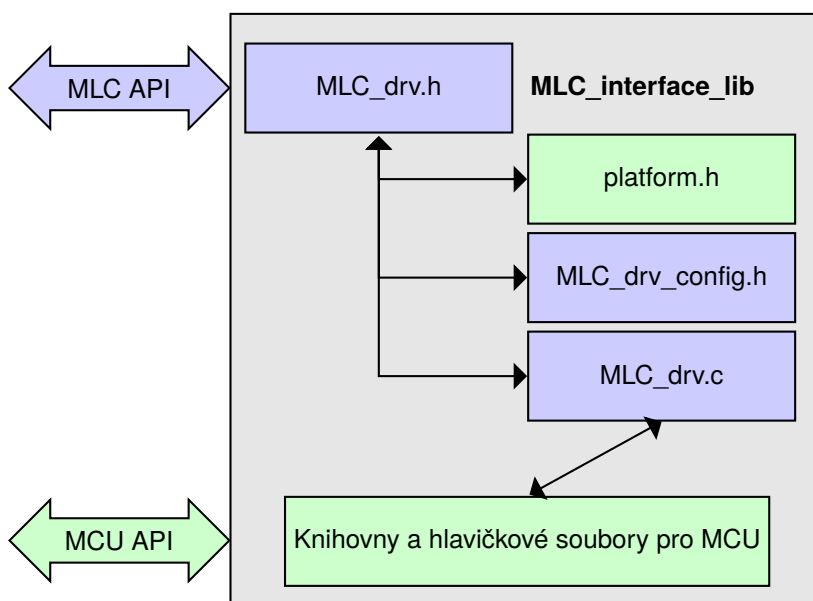 MLC API
MLC_drv.h
MLC_interface_lib
platform.h
MLC_drv_config.h
MLC_drv.c
MCU API
Knihovny a hlavičkové soubory pro MCU